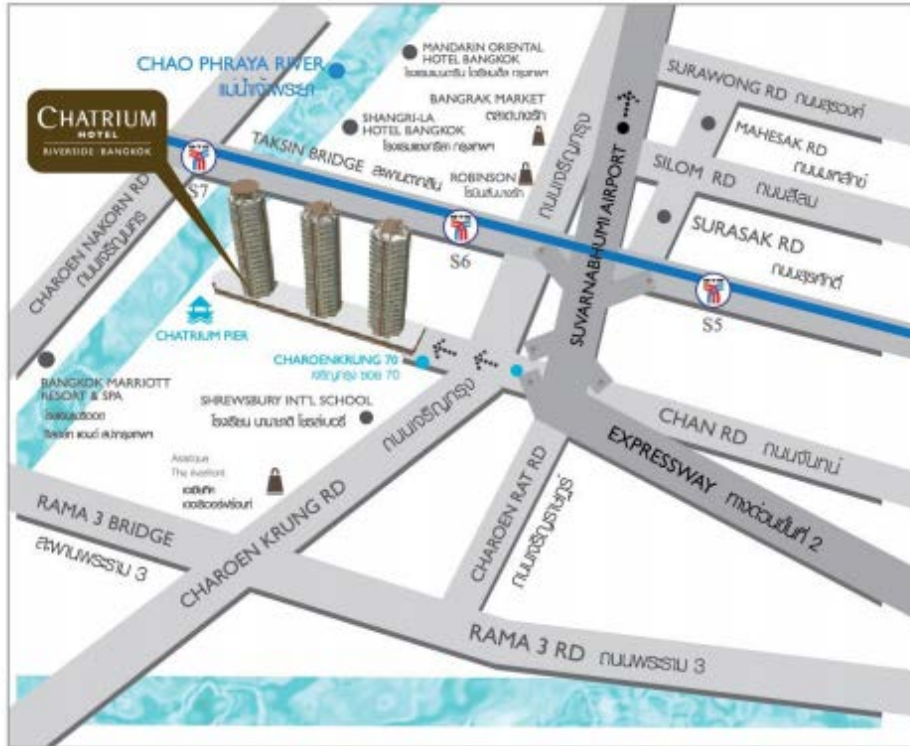 MANDARIN ORIENTAL
HOTEL BANGKOK
โรงแรมแมนดาริน โอเรียนเต็ล กรุงเทพฯ
CHAO PHRAYA RIVER
แม่น้ำเจ้าพระยา
BANGRAK MARKET
ตลาดบางรัก
SURAWONG RD ถนนสุรวงศ์
CHATRIUM
HOTEL
RIVERSIDE BANGKOK
SHANGRI-LA
HOTEL BANGKOK
โรงแรมแชงกรีล่า กรุงเทพฯ
MAHESAK RD
ถนนมเหสักข์
TAKSIN BRIDGE สะพานตากสิน
ROBINSON
โรบินสันบางรัก
ถนนเจริญกรุง
SUVARNABHUMI AIRPORT
SILOM RD ถนนสีลม
S7
CHAROEN NAKORN RD
ถนนเจริญนคร
S6
SURASAK RD
ถนนสุรศักดิ์
S5
CHATRIUM PIER
CHAROENKRUNG 70
เจริญกรุง ซอย 70
BANGKOK MARRIOTT
RESORT & SPA
SHREWSBURY INT'L SCHOOL
โรงเรียน นานาชาติ โชรส์เบอรี่
ถนนเจริญกรุง
CHAN RD ถนนจันทน์
EXPRESSWAY ทางด่วนขั้นที่ 2
Asiatique
The riverfront
เอเชียทีค
เดอะริเวอร์ฟร้อนท์
RAMA 3 BRIDGE
สะพานพระราม 3
CHAROEN KRUNG RD
CHAROEN RAT RD
ถนนเจริญราษฎร์
RAMA 3 RD ถนนพระราม 3